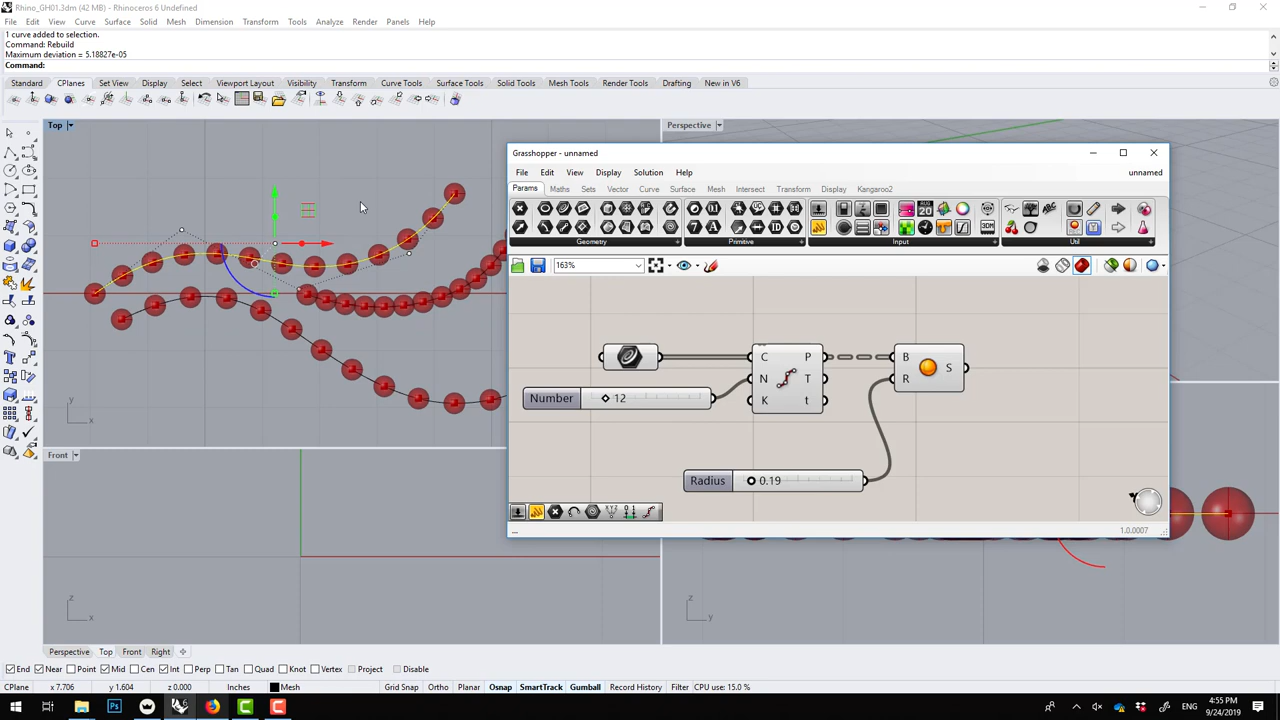 Rhino_GH01.3dm (42 MB) - Rhinoceros 6 Undefined
File Edit View Curve Surface Solid Mesh Dimension Transform Tools Analyze Render Panels Help
1 curve added to selection.
Command: Rebuild
Maximum deviation = 5.18827e-05
Command:
Standard CPlanes Set View Display Select Viewport Layout Visibility Transform Curve Tools Surface Tools Solid Tools Mesh Tools Render Tools Drafting New in V6
Top
Perspective
Grasshopper - unnamed
File Edit View Display Solution Help unnamed
Params Maths Sets Vector Curve Surface Mesh Intersect Transform Display Kangaroo2
Geometry Primitive Input Util
163%
C P
N T
K t
B S
R
Number 12
Radius 0.19
...
1.0.0007
y
x
Front
z
x
z
y
Perspective Top Front Right
End Near Point Mid Cen Int Perp Tan Quad Knot Vertex Project Disable
CPlane x 7.706 y 1.604 z 0.000 Inches Mesh Grid Snap Ortho Planar Osnap SmartTrack Gumball Record History Filter CPU use: 15.0 %
4:55 PM
9/24/2019